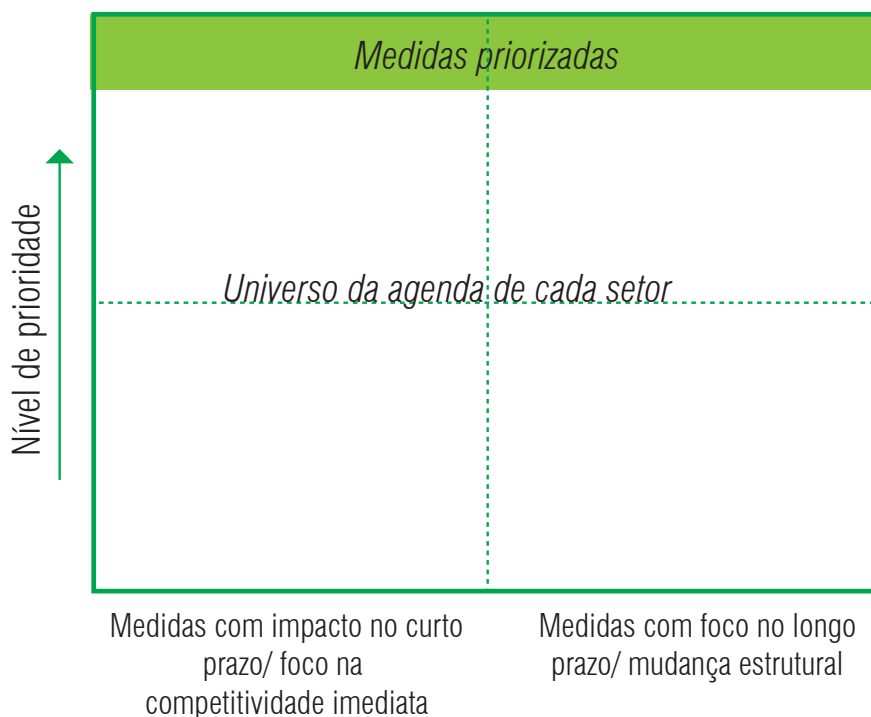 Medidas priorizadas
Nível de prioridade
Universo da agenda de cada setor
Medidas com impacto no curto
prazo/ foco na
competitividade imediata
Medidas com foco no longo
prazo/ mudança estrutural